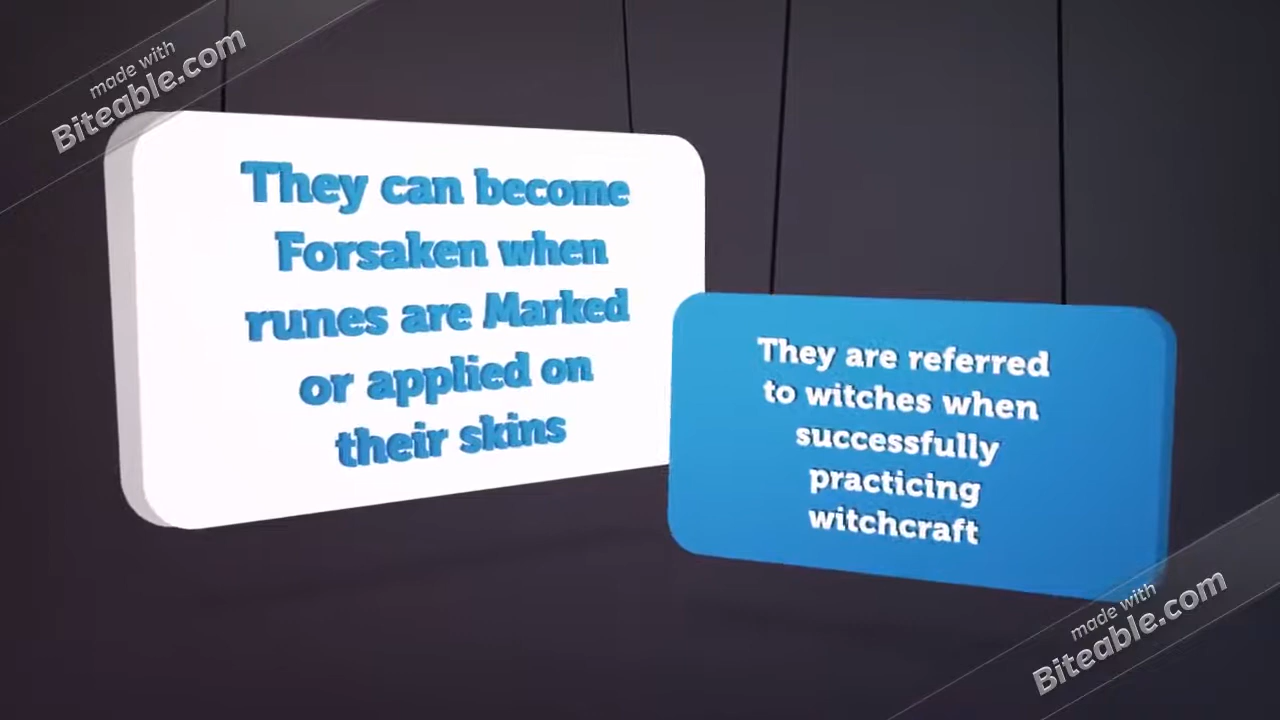 made with
Biteable.com
They can become
Forsaken when
runes are Marked
or applied on
their skins
They are referred
to witches when
successfully
practicing
witchcraft
made with
Biteable.com